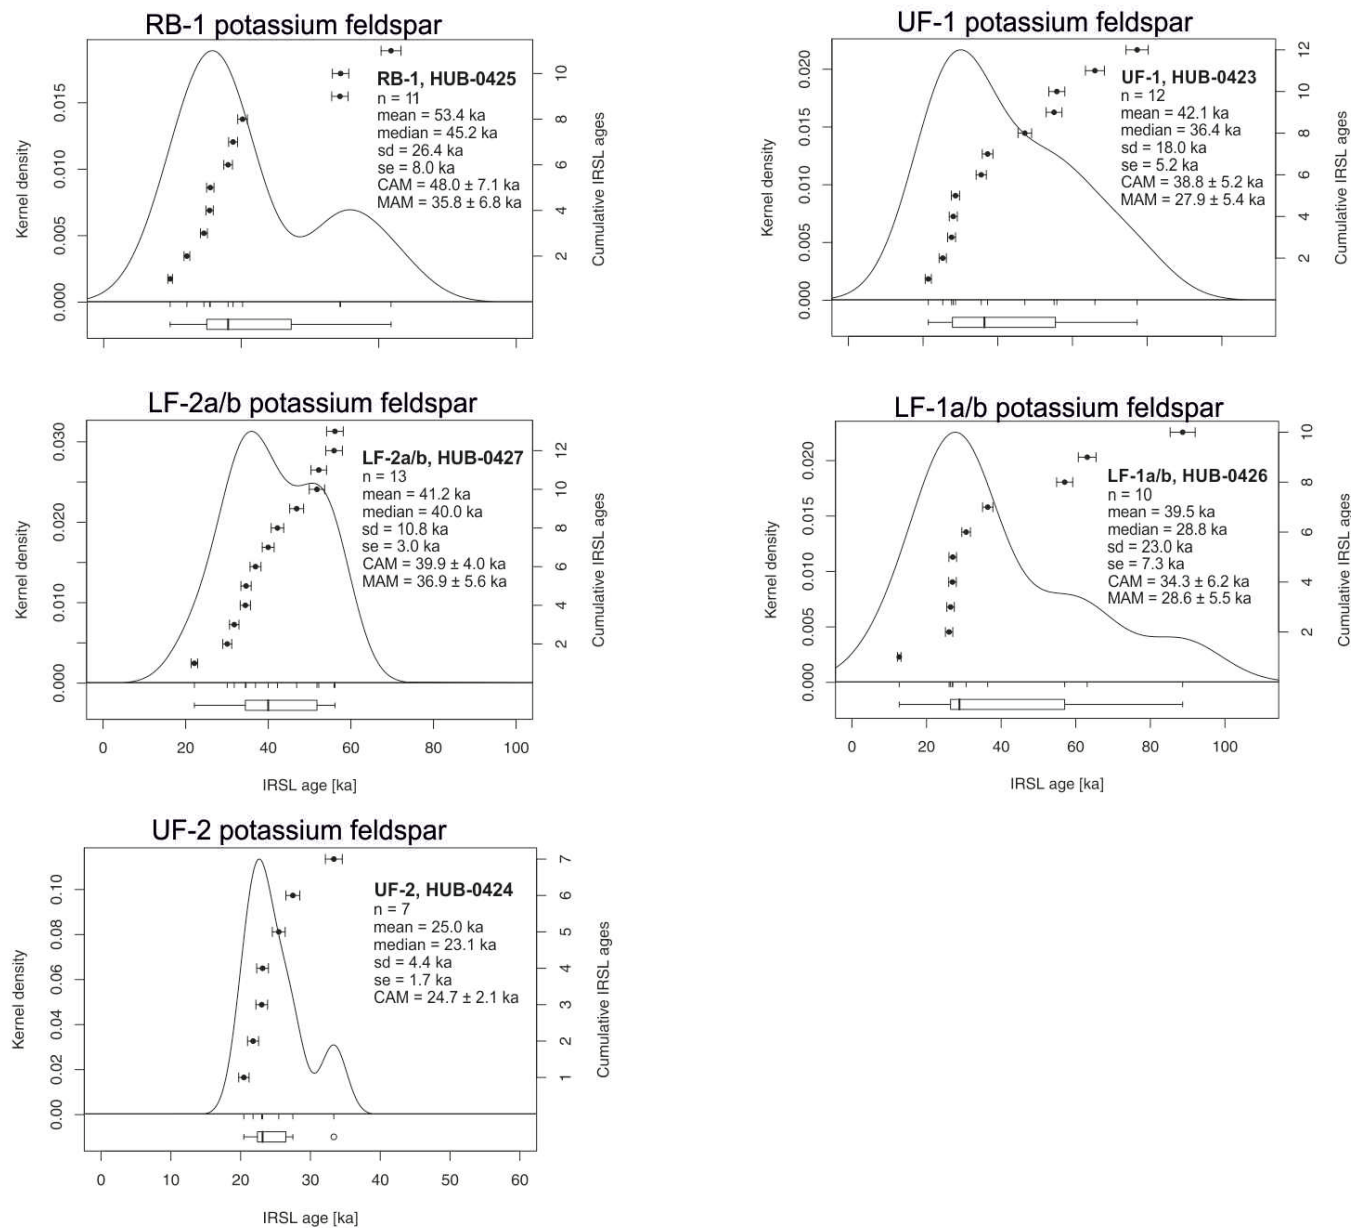 RB-1 potassium feldspar
Kernel density
0.000
0.005
0.010
0.015
RB-1, HUB-0425
n = 11
mean = 53.4 ka
median = 45.2 ka
sd = 26.4 ka
se = 8.0 ka
CAM = 48.0 ± 7.1 ka
MAM = 35.8 ± 6.8 ka
2
4
6
8
10
Cumulative IRSL ages
UF-1 potassium feldspar
Kernel density
0.000
0.005
0.010
0.015
0.020
UF-1, HUB-0423
n = 12
mean = 42.1 ka
median = 36.4 ka
sd = 18.0 ka
se = 5.2 ka
CAM = 38.8 ± 5.2 ka
MAM = 27.9 ± 5.4 ka
2
4
6
8
10
12
Cumulative IRSL ages
LF-2a/b potassium feldspar
Kernel density
0.000
0.010
0.020
0.030
LF-2a/b, HUB-0427
n = 13
mean = 41.2 ka
median = 40.0 ka
sd = 10.8 ka
se = 3.0 ka
CAM = 39.9 ± 4.0 ka
MAM = 36.9 ± 5.6 ka
2
4
6
8
10
12
Cumulative IRSL ages
0 20 40 60 80 100
IRSL age [ka]
LF-1a/b potassium feldspar
Kernel density
0.000
0.005
0.010
0.015
0.020
LF-1a/b, HUB-0426
n = 10
mean = 39.5 ka
median = 28.8 ka
sd = 23.0 ka
se = 7.3 ka
CAM = 34.3 ± 6.2 ka
MAM = 28.6 ± 5.5 ka
2
4
6
8
10
Cumulative IRSL ages
0 20 40 60 80 100
IRSL age [ka]
UF-2 potassium feldspar
Kernel density
0.00
0.02
0.04
0.06
0.08
0.10
UF-2, HUB-0424
n = 7
mean = 25.0 ka
median = 23.1 ka
sd = 4.4 ka
se = 1.7 ka
CAM = 24.7 ± 2.1 ka
1
2
3
4
5
6
7
Cumulative IRSL ages
0 10 20 30 40 50 60
IRSL age [ka]